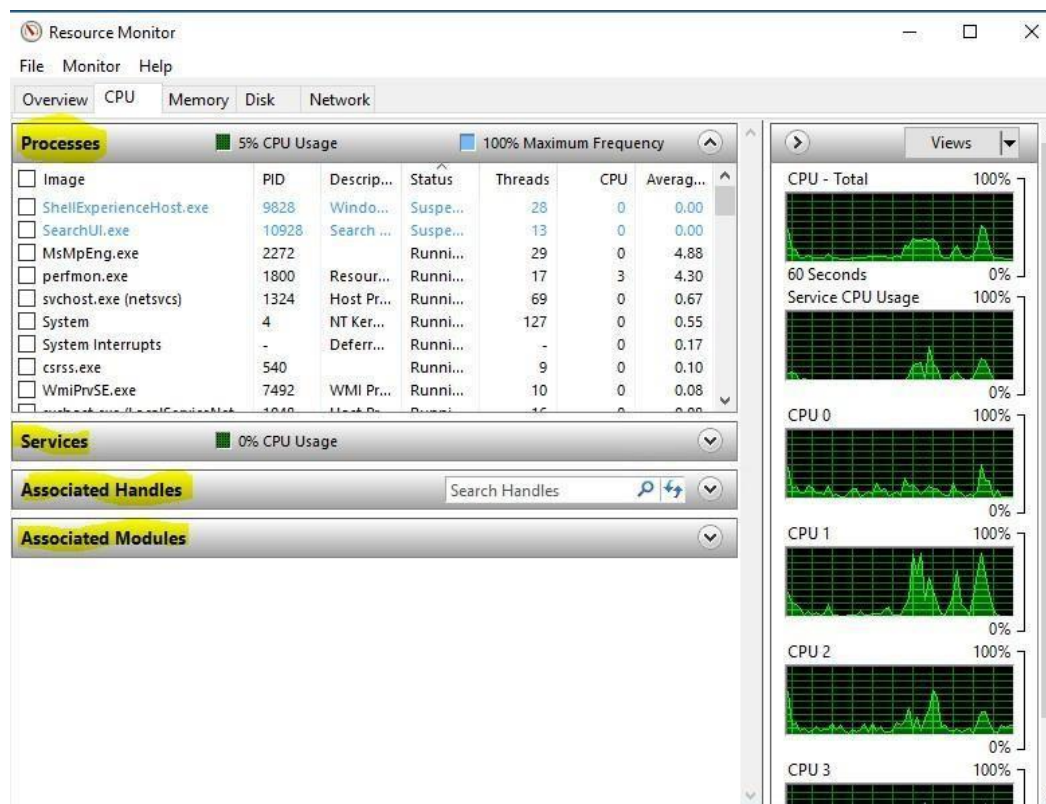 Resource Monitor
File Monitor Help
Overview CPU Memory Disk Network
Processes 5% CPU Usage 100% Maximum Frequency
Image PID Descrip... Status Threads CPU Averag...
ShellExperienceHost.exe 9828 Windo... Suspe... 28 0 0.00
SearchUI.exe 10928 Search ... Suspe... 13 0 0.00
MsMpEng.exe 2272 Runni... 29 0 4.88
perfmon.exe 1800 Resour... Runni... 17 3 4.30
svchost.exe (netsvcs) 1324 Host Pr... Runni... 69 0 0.67
System 4 NT Ker... Runni... 127 0 0.55
System Interrupts - Deferr... Runni... - 0 0.17
csrss.exe 540 Runni... 9 0 0.10
WmiPrvSE.exe 7492 WMI Pr... Runni... 10 0 0.08
Services 0% CPU Usage
Associated Handles Search Handles
Associated Modules
Views
CPU - Total 100%
60 Seconds 0%
Service CPU Usage 100%
0%
CPU 0 100%
0%
CPU 1 100%
0%
CPU 2 100%
0%
CPU 3 100%